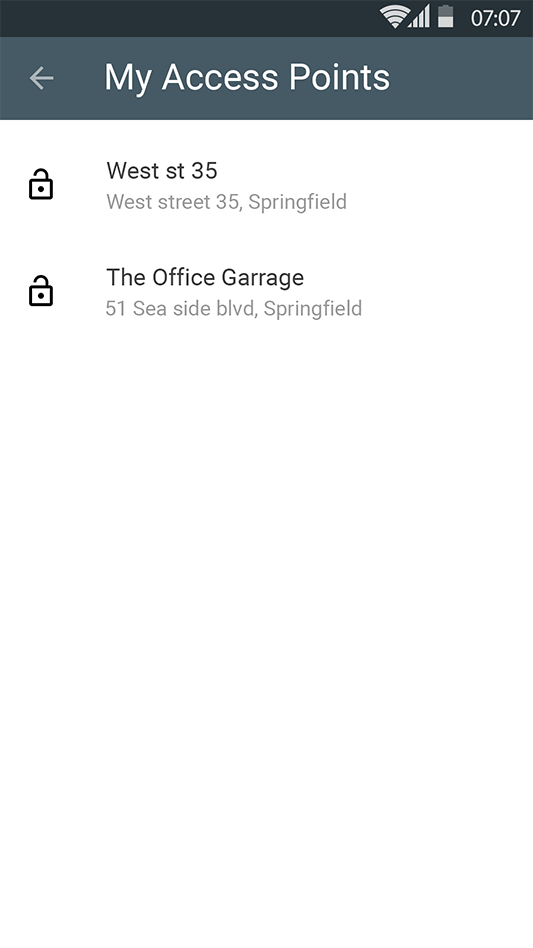 07:07
My Access Points
West st 35
West street 35, Springfield
The Office Garrage
51 Sea side blvd, Springfield